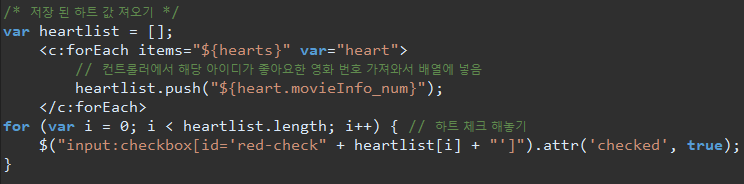 /* 저장 된 하트 값 져오기 */
var heartlist = [];
    <c:forEach items="${hearts}" var="heart">
        // 컨트롤러에서 해당 아이디가 좋아요한 영화 번호 가져와서 배열에 넣음
        heartlist.push("${heart.movieInfo_num}");
    </c:forEach>
for (var i = 0; i < heartlist.length; i++) { // 하트 체크 해놓기
    $("input:checkbox[id='red-check" + heartlist[i] + "']").attr('checked', true);
}